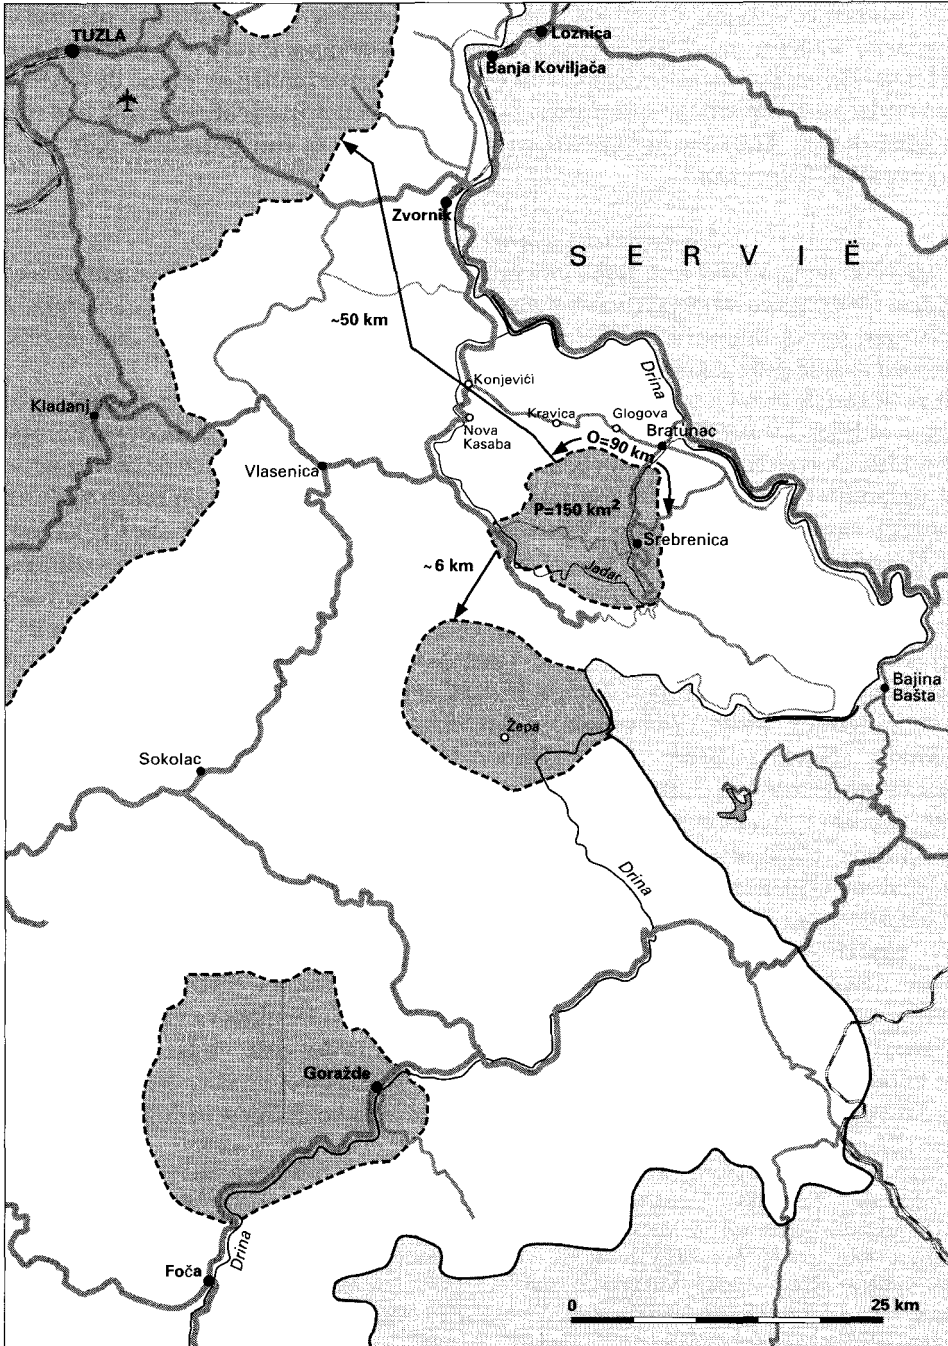 TUZLA
Loznica
Banja Koviljača
Zvornik
SERVIË
~50 km
Drina
Konjevići
Kravica
Glogova
Kladanj
Nova
Kasaba
Bratunac
O=90 km
Vlasenica
P=150 km²
Srebrenica
~6 km
Jadar
Bajina
Bašta
Žepa
Sokolac
Drina
Goražde
Drina
Foča
0 25 km